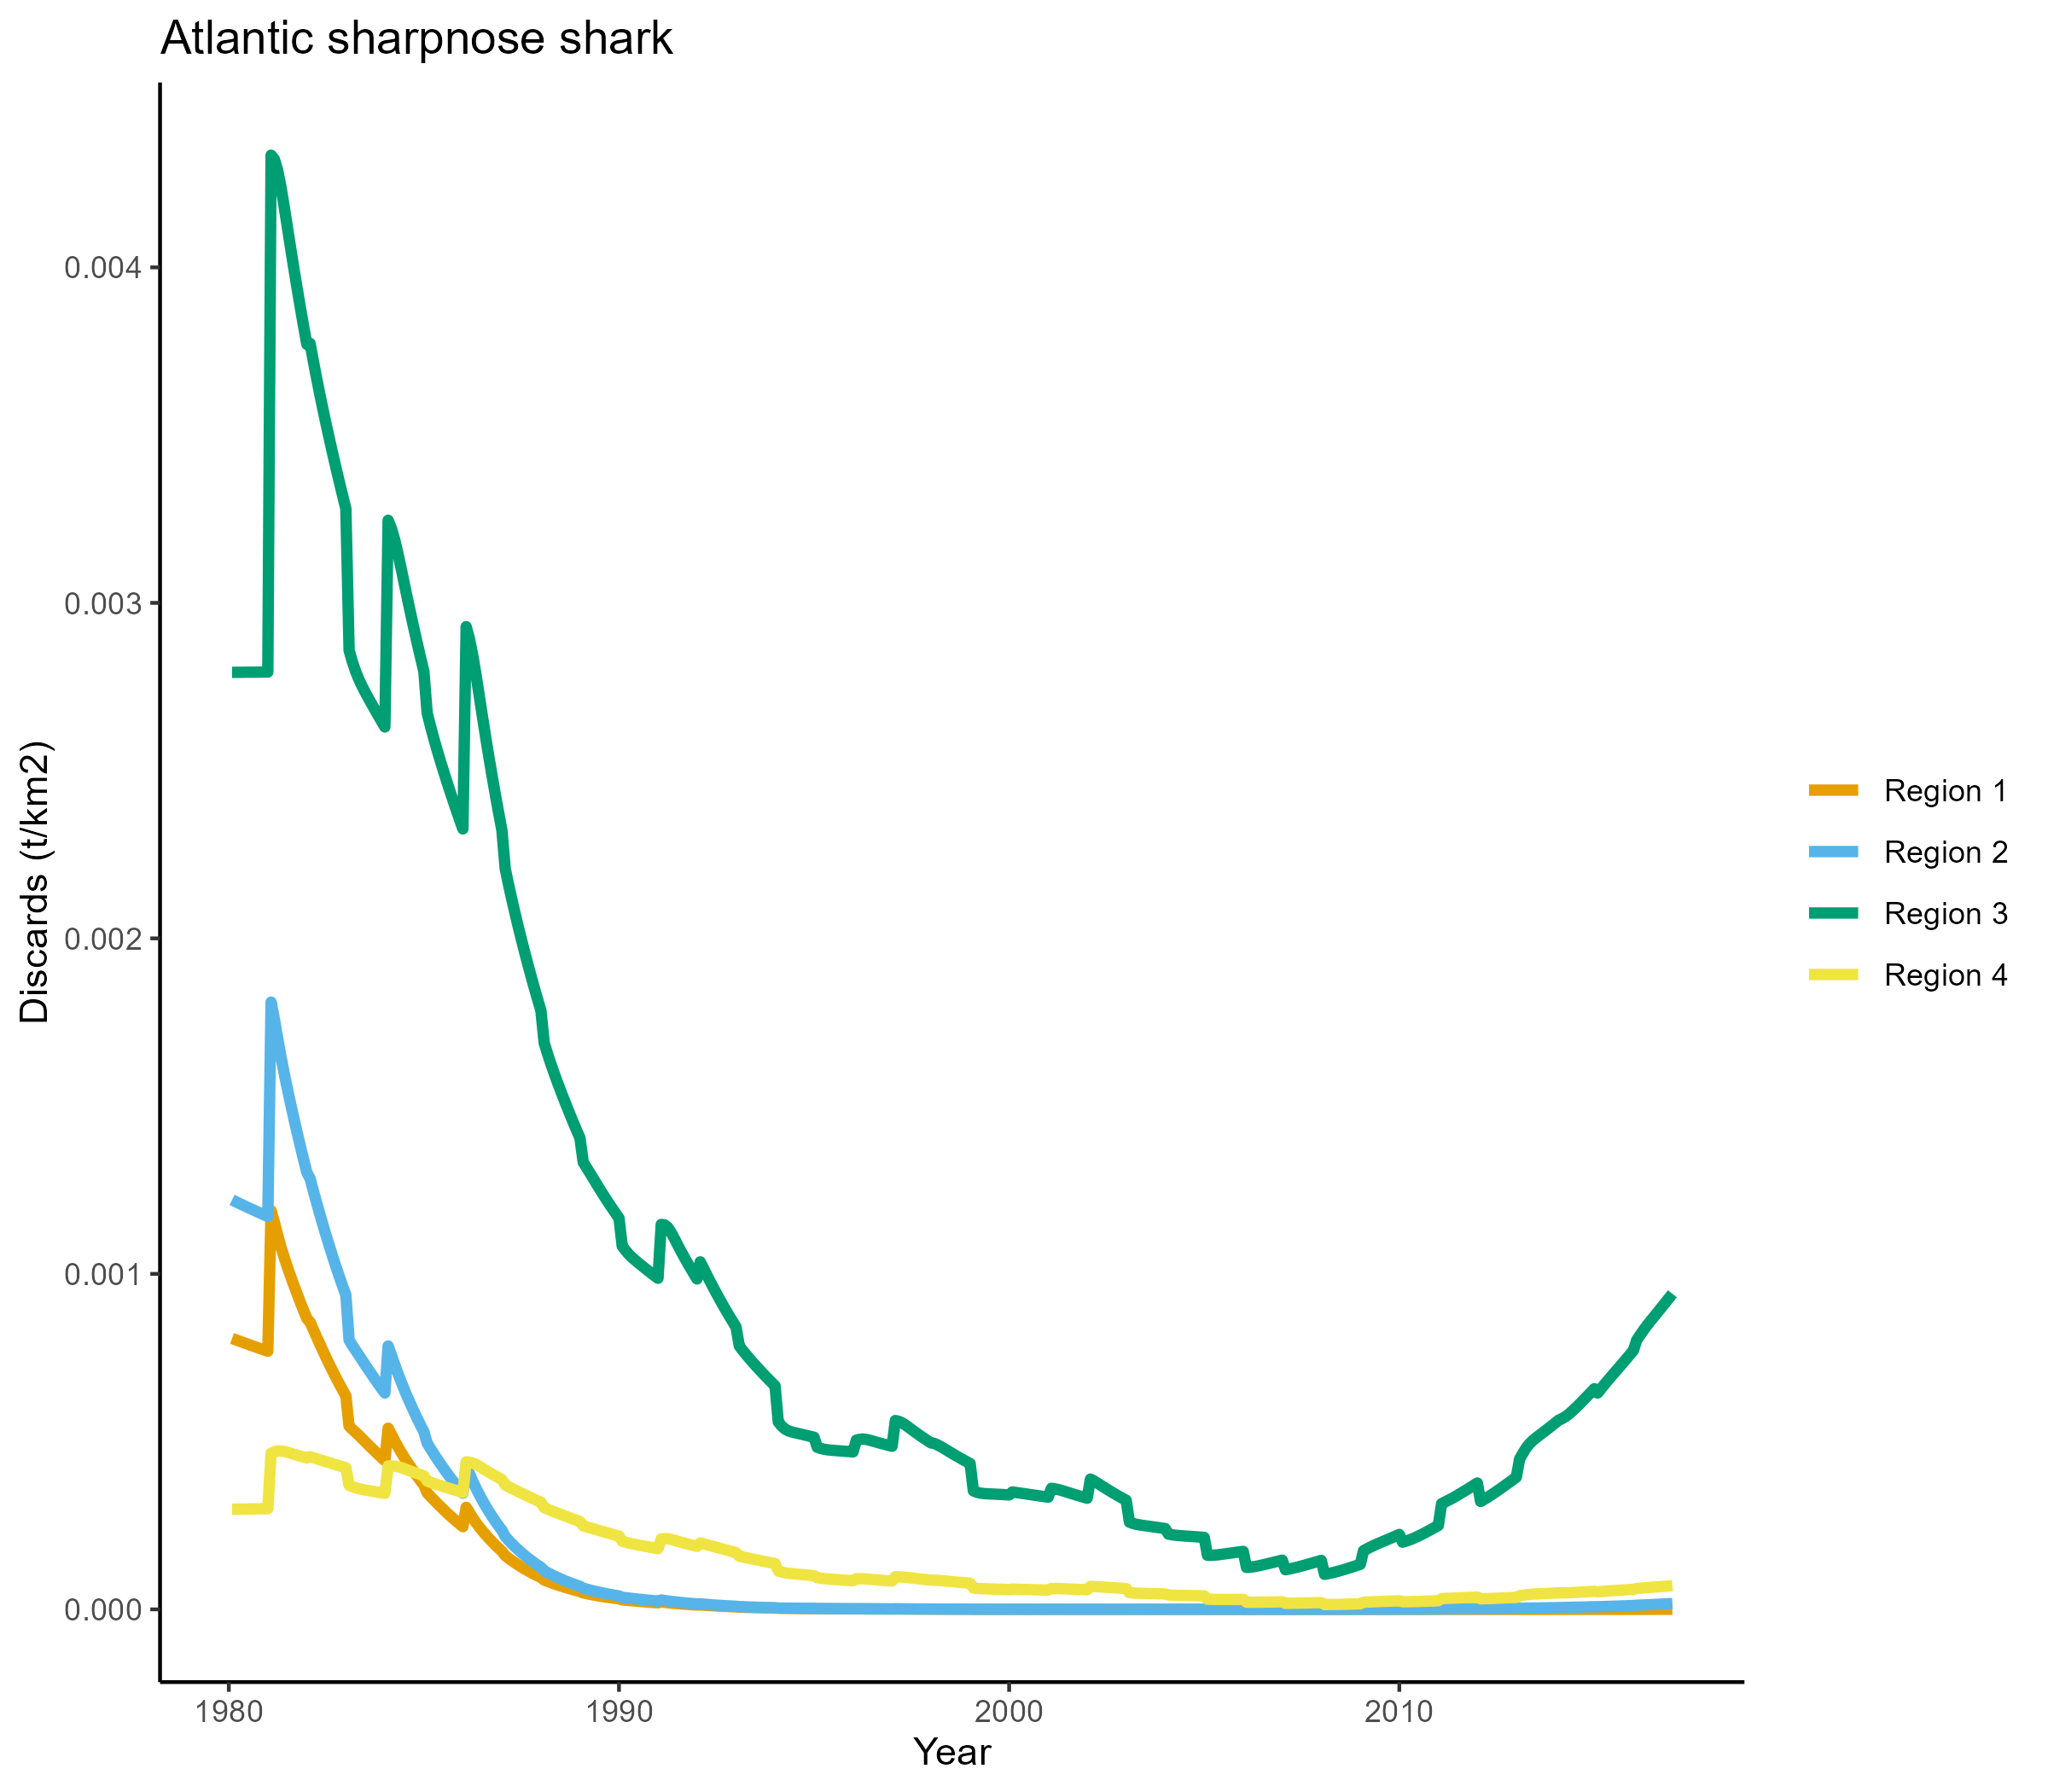 Atlantic sharpnose shark
Discards (t/km2)
0.004
0.003
0.002
0.001
0.000
1980
1990
2000
2010
Year
Region 1
Region 2
Region 3
Region 4